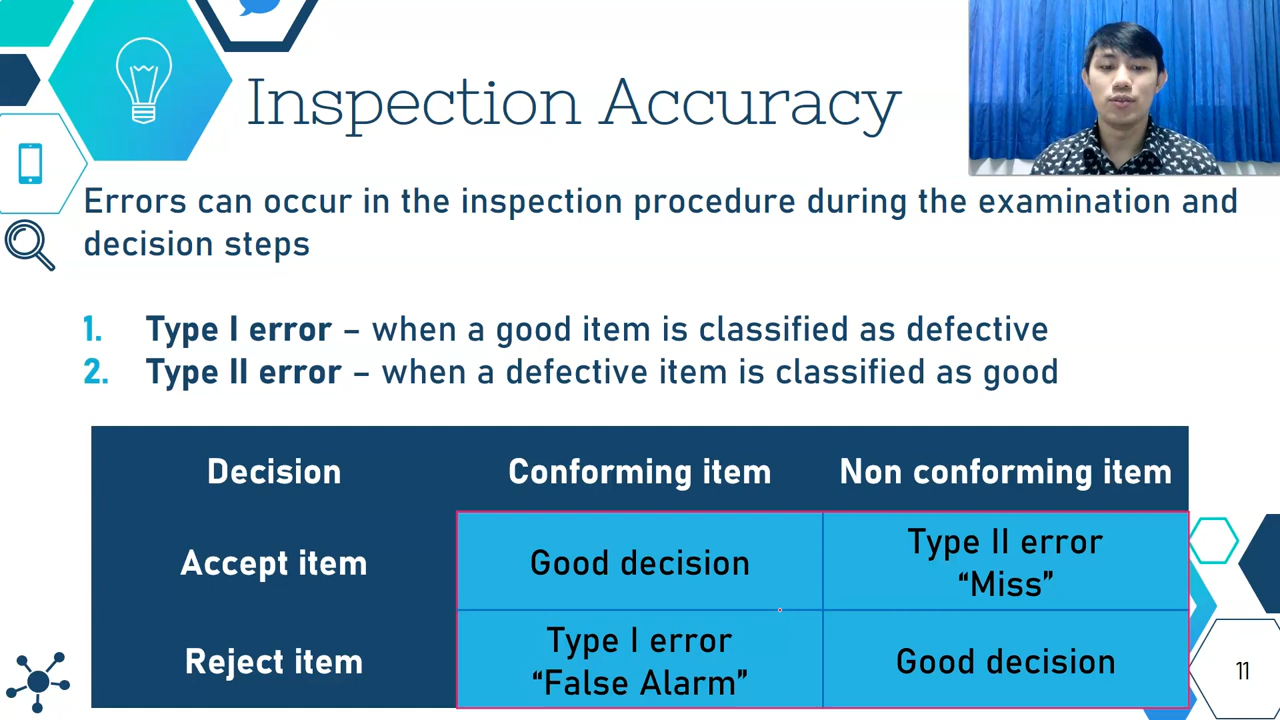 Inspection Accuracy
Errors can occur in the inspection procedure during the examination and
decision steps
1. Type I error – when a good item is classified as defective
2. Type II error – when a defective item is classified as good
Decision Conforming item Non conforming item
Accept item Good decision Type II error
“Miss”
Reject item Type I error
“False Alarm” Good decision
11